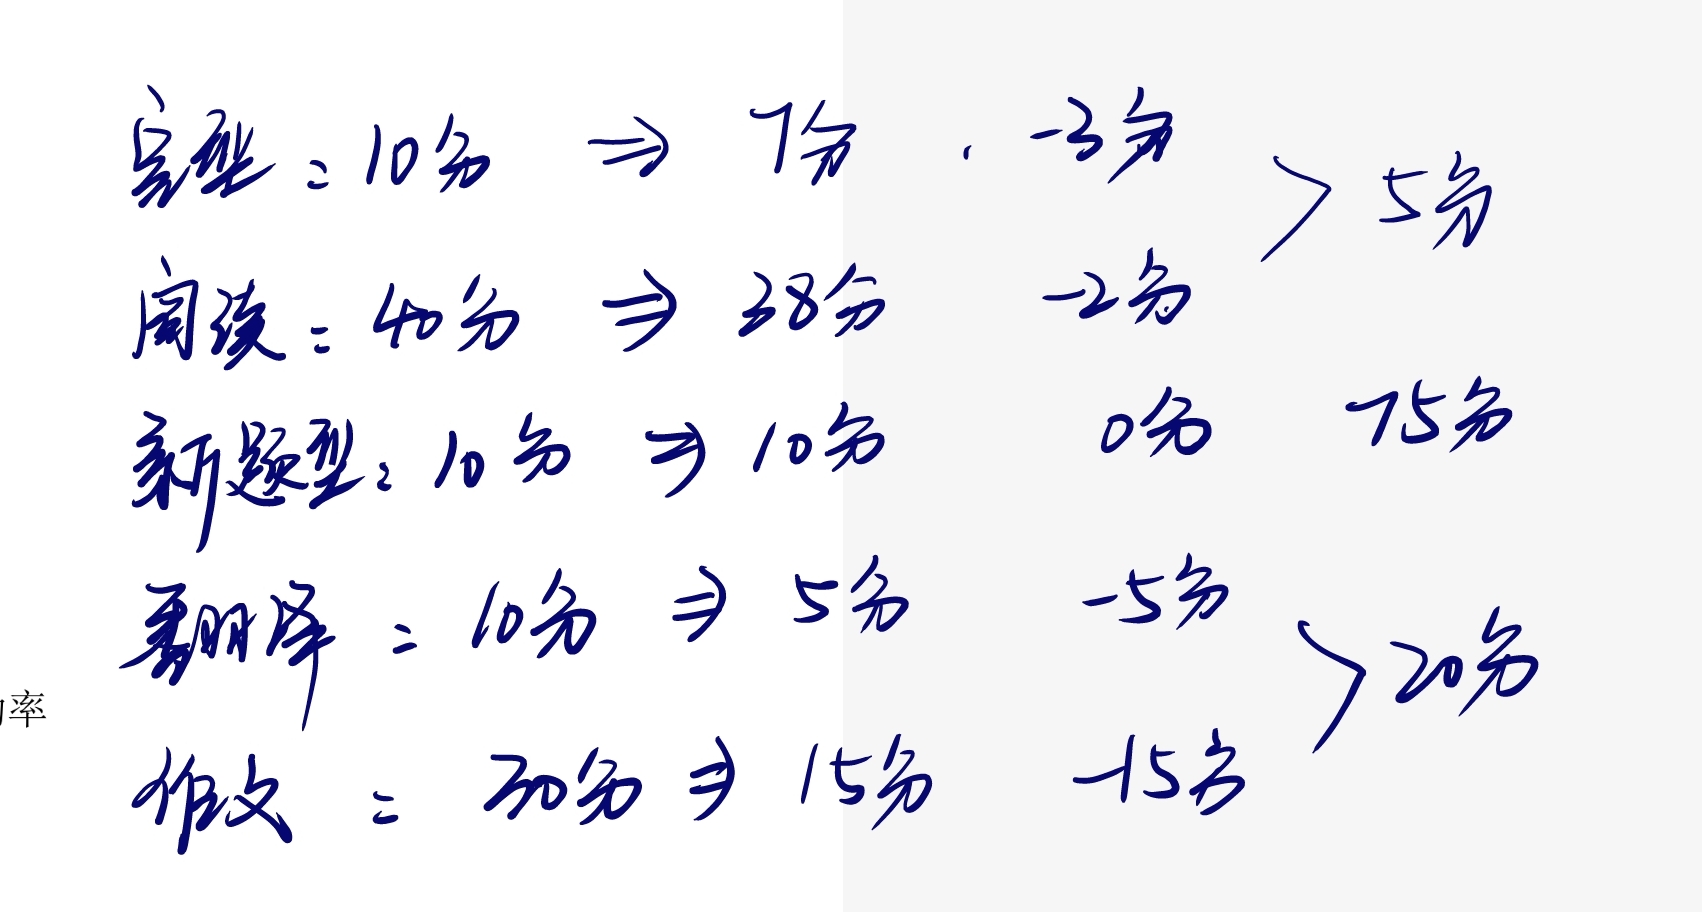 完型：10分 ⇒ 7分 . -3分
> 5分
阅读：40分 ⇒ 38分 -2分
新题型：10分 ⇒ 10分 0分 75分
翻译：10分 ⇒ 5分 -5分
> 20分
率
作文：30分 ⇒ 15分 -15分